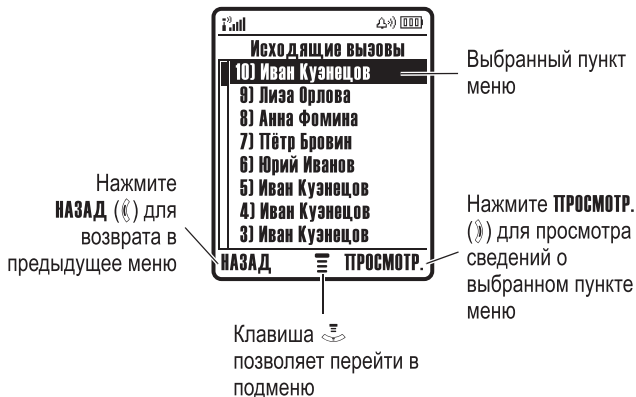 Исходящие вызовы
10) Иван Кузнецов
9) Лиза Орлова
8) Анна Фомина
7) Пётр Бровин
6) Юрий Иванов
5) Иван Кузнецов
4) Иван Кузнецов
3) Иван Кузнецов
НАЗАД ПРОСМОТР.
Выбранный пункт
меню
Нажмите
НАЗАД () для
возврата в
предыдущее меню
Нажмите ПРОСМОТР.
() для просмотра
сведений о
выбранном пункте
меню
Клавиша
позволяет перейти в
подменю